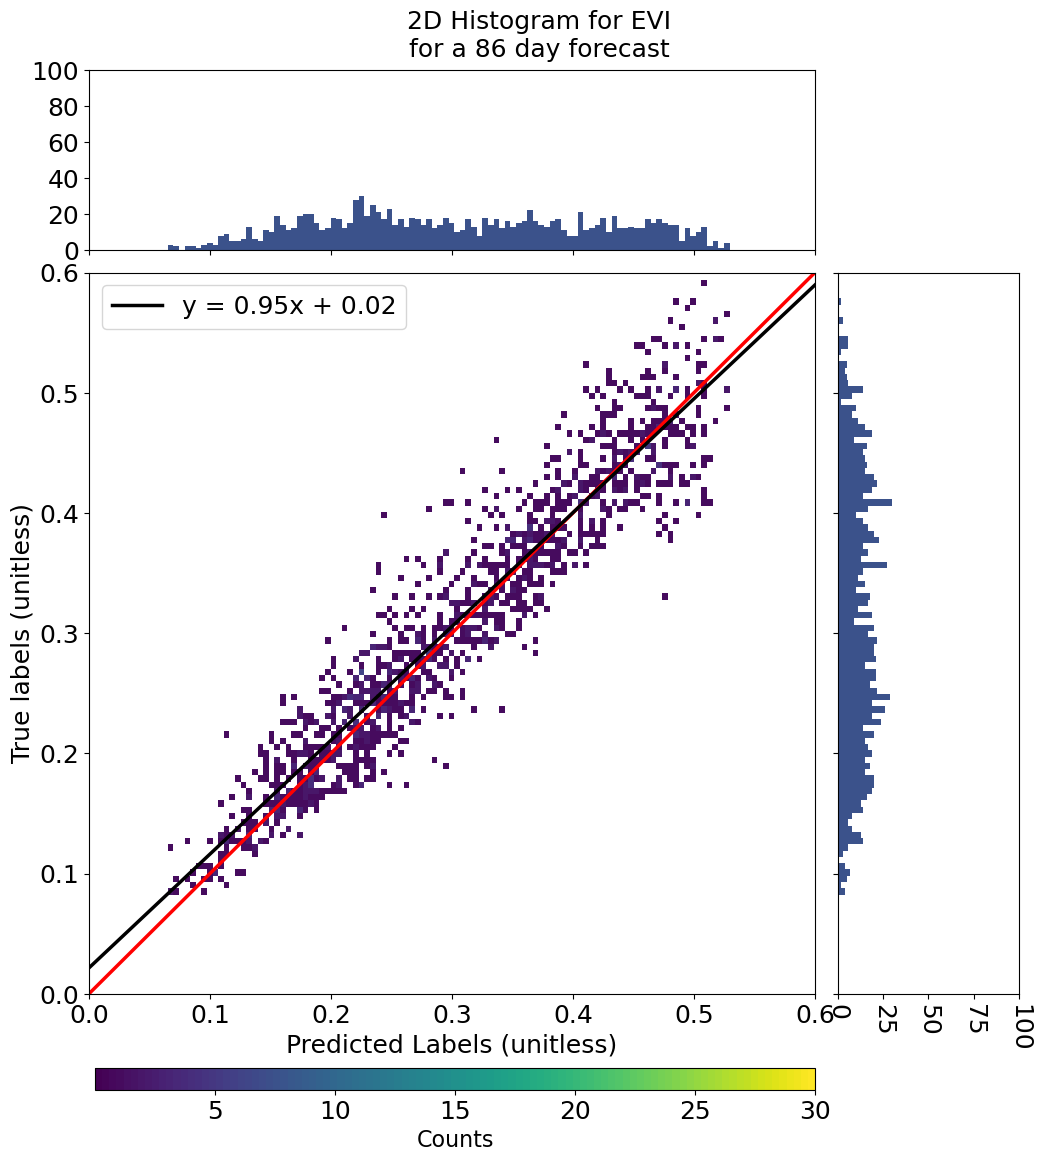 2D Histogram for EVI
for a 86 day forecast
100
80
60
40
20
0
0.6
0.5
0.4
0.3
0.2
0.1
0.0
True labels (unitless)
y = 0.95x + 0.02
0.0 0.1 0.2 0.3 0.4 0.5 0.6
Predicted Labels (unitless)
0 25 50 75 100
5 10 15 20 25 30
Counts